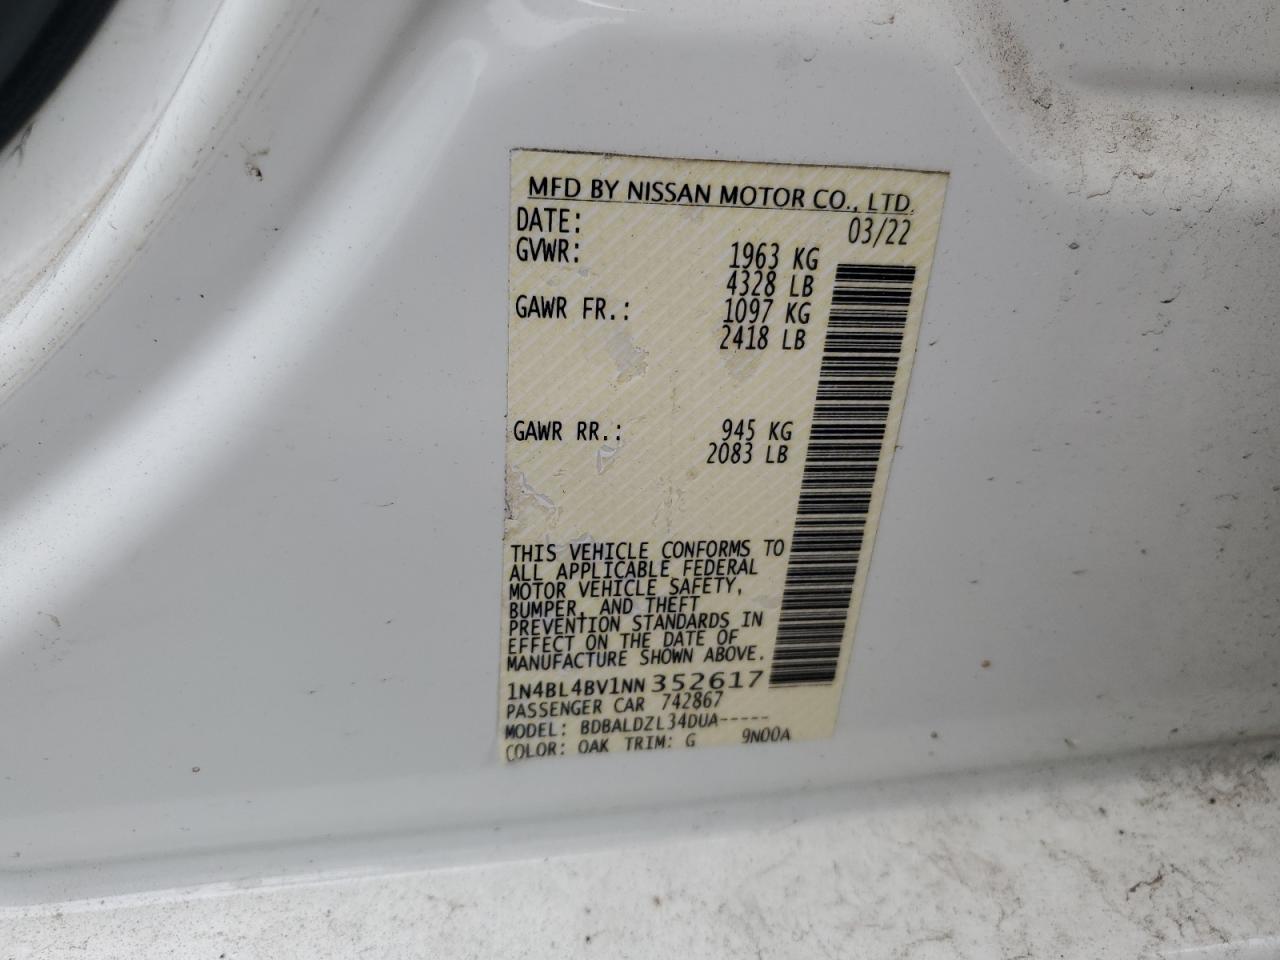 MFD BY NISSAN MOTOR CO., LTD.
DATE: 03/22
GVWR: 1963 KG
4328 LB
GAWR FR.: 1097 KG
2418 LB
GAWR RR.: 945 KG
2083 LB
THIS VEHICLE CONFORMS TO
ALL APPLICABLE FEDERAL
MOTOR VEHICLE SAFETY,
BUMPER, AND THEFT
PREVENTION STANDARDS IN
EFFECT ON THE DATE OF
MANUFACTURE SHOWN ABOVE.
1N4BL4BV1NN352617
PASSENGER CAR 742867
MODEL: BDBALDZL34DUA-----
COLOR: QAK TRIM: G 9N00A